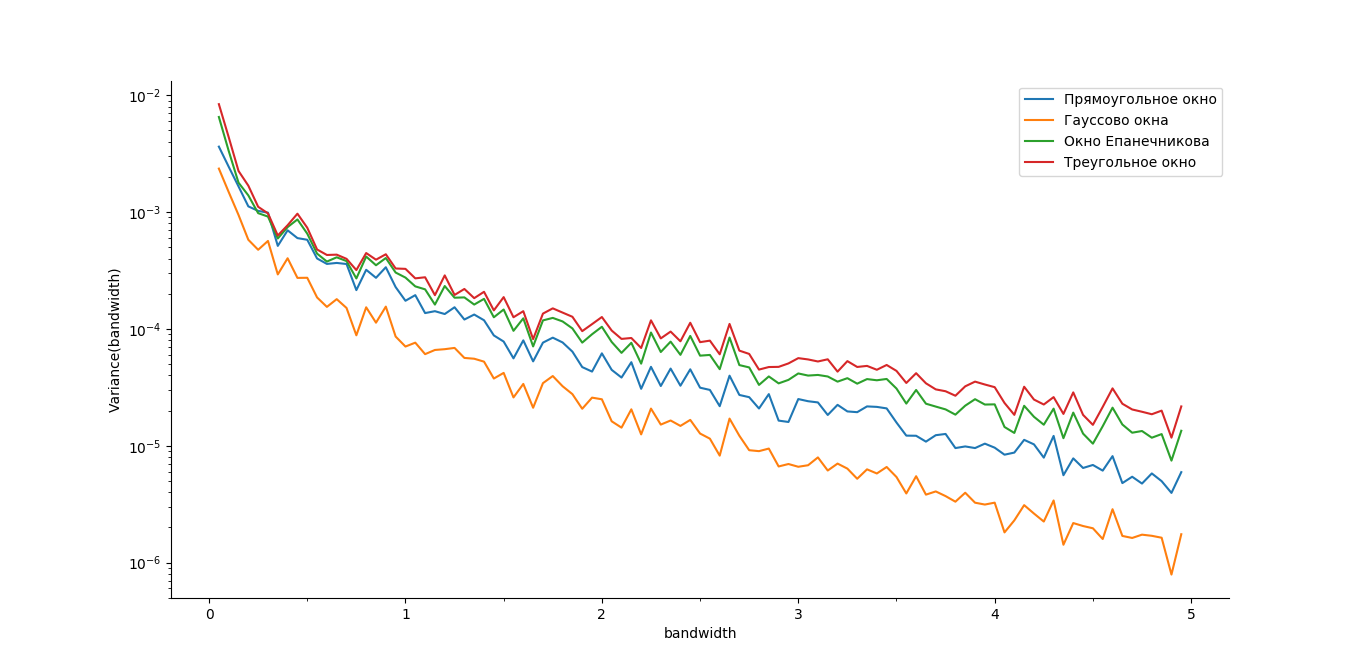 Прямоугольное окно
Гауссово окна
Окно Епанечникова
Треугольное окно
10⁻²
10⁻³
10⁻⁴
10⁻⁵
10⁻⁶
Variance(bandwidth)
0 1 2 3 4 5
bandwidth